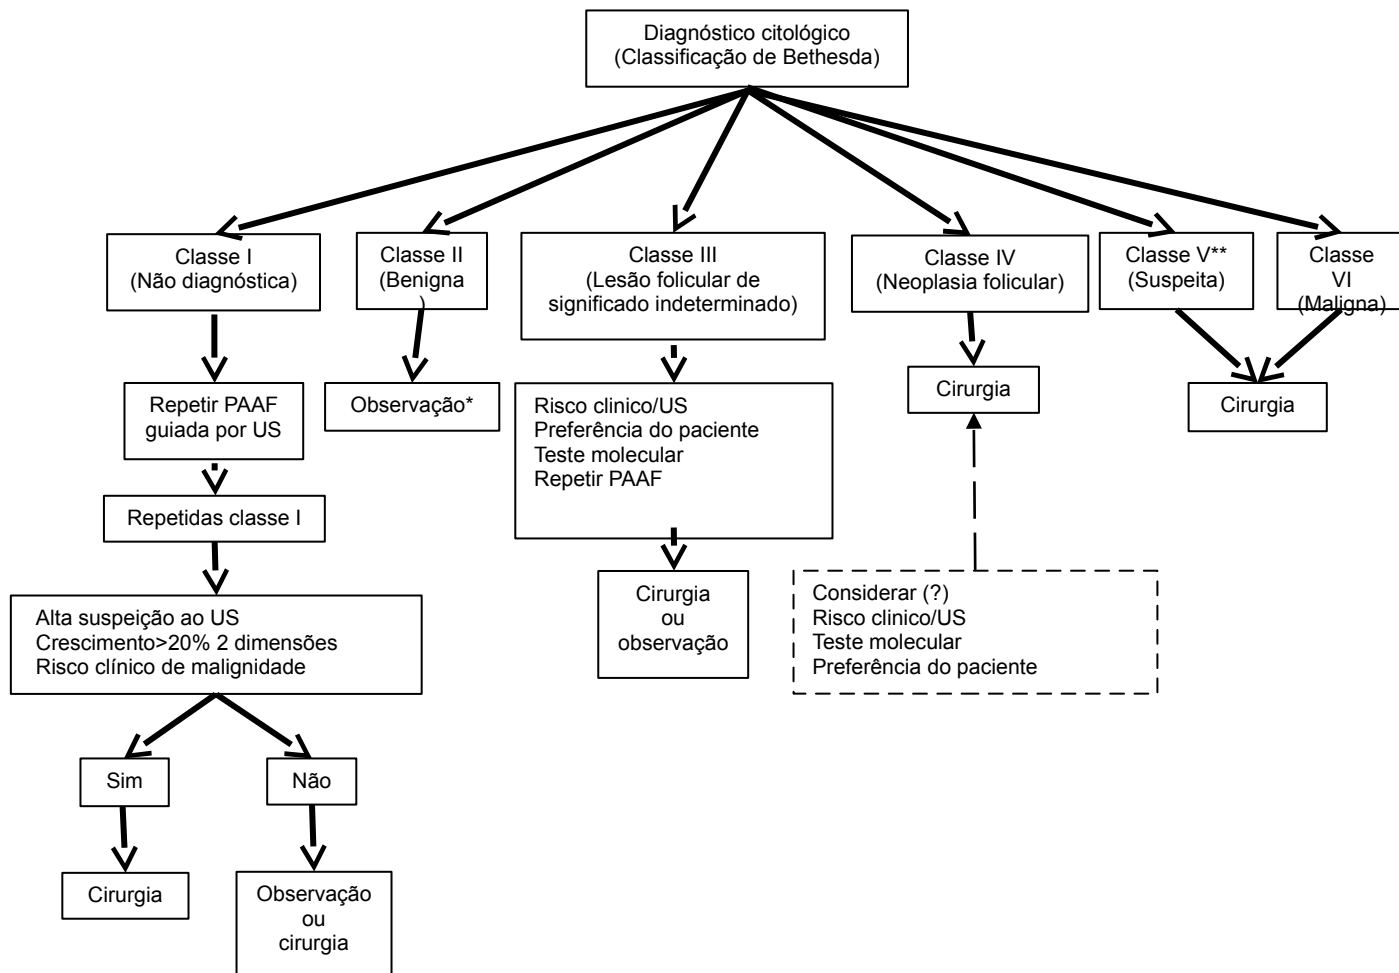 Diagnóstico citológico
(Classificação de Bethesda)
Classe I
(Não diagnóstica)
Classe II
(Benigna
)
Classe III
(Lesão folicular de
significado indeterminado)
Classe IV
(Neoplasia folicular)
Classe V**
(Suspeita)
Classe
VI
(Maligna)
Repetir PAAF
guiada por US
Observação*
Risco clinico/US
Preferência do paciente
Teste molecular
Repetir PAAF
Cirurgia
Cirurgia
Repetidas classe I
Alta suspeição ao US
Crescimento>20% 2 dimensões
Risco clínico de malignidade
Cirurgia
ou
observação
Considerar (?)
Risco clinico/US
Teste molecular
Preferência do paciente
Sim
Não
Cirurgia
Observação
ou
cirurgia